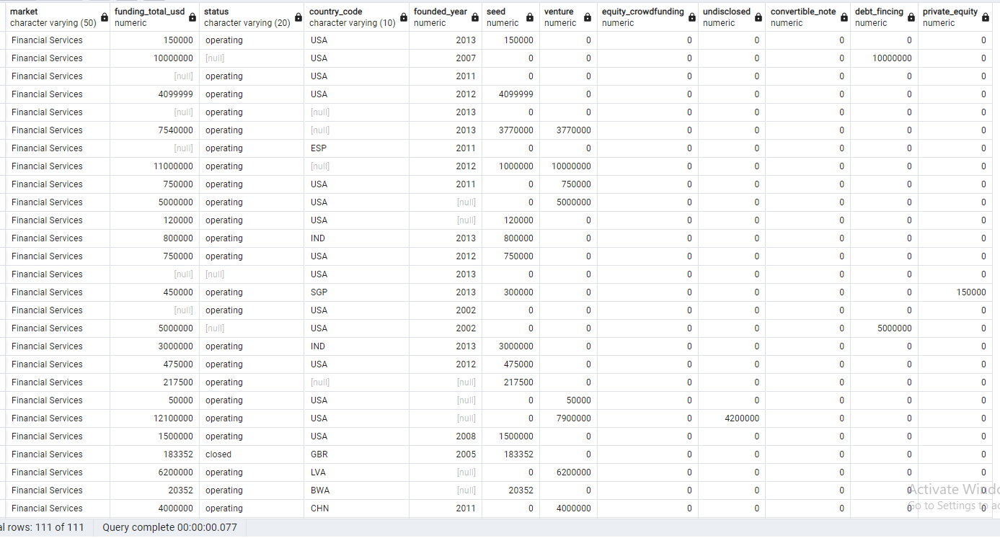 market funding_total_usd status country_code founded_year seed venture equity_crowdfunding undisclosed convertible_note debt_fincing private_equity
character varying (50) numeric character varying (20) character varying (10) numeric numeric numeric numeric numeric numeric numeric numeric
Financial Services 150000 operating USA 2013 150000 0 0 0 0 0 0
Financial Services 10000000 [null] USA 2007 0 0 0 0 0 10000000 0
Financial Services [null] operating USA 2011 0 0 0 0 0 0 0
Financial Services 4099999 operating USA 2012 4099999 0 0 0 0 0 0
Financial Services [null] operating [null] 2013 0 0 0 0 0 0 0
Financial Services 7540000 operating [null] 2013 3770000 3770000 0 0 0 0 0
Financial Services [null] operating ESP 2011 0 0 0 0 0 0 0
Financial Services 11000000 operating [null] 2012 1000000 10000000 0 0 0 0 0
Financial Services 750000 operating USA 2011 0 750000 0 0 0 0 0
Financial Services 5000000 operating USA [null] 0 5000000 0 0 0 0 0
Financial Services 120000 operating USA [null] 120000 0 0 0 0 0 0
Financial Services 800000 operating IND 2013 800000 0 0 0 0 0 0
Financial Services 750000 operating USA 2012 750000 0 0 0 0 0 0
Financial Services [null] [null] USA 2013 0 0 0 0 0 0 0
Financial Services 450000 operating SGP 2013 300000 0 0 0 0 0 150000
Financial Services [null] operating USA 2002 0 0 0 0 0 0 0
Financial Services 5000000 [null] USA 2002 0 0 0 0 0 5000000 0
Financial Services 3000000 operating IND 2013 3000000 0 0 0 0 0 0
Financial Services 475000 operating USA 2012 475000 0 0 0 0 0 0
Financial Services 217500 operating [null] [null] 217500 0 0 0 0 0 0
Financial Services 50000 operating USA [null] 0 50000 0 0 0 0 0
Financial Services 12100000 operating USA [null] 0 7900000 0 4200000 0 0 0
Financial Services 1500000 operating USA 2008 1500000 0 0 0 0 0 0
Financial Services 183352 closed GBR 2005 183352 0 0 0 0 0 0
Financial Services 6200000 operating LVA [null] 0 6200000 0 0 0 0 0
Financial Services 20352 operating BWA [null] 20352 0 0 0 0 0 0
Activate Windo
Financial Services 4000000 operating CHN 2011 0 4000000 0 0 0 0 0
Go to Settings to ac
al rows: 111 of 111 Query complete 00:00:00.077